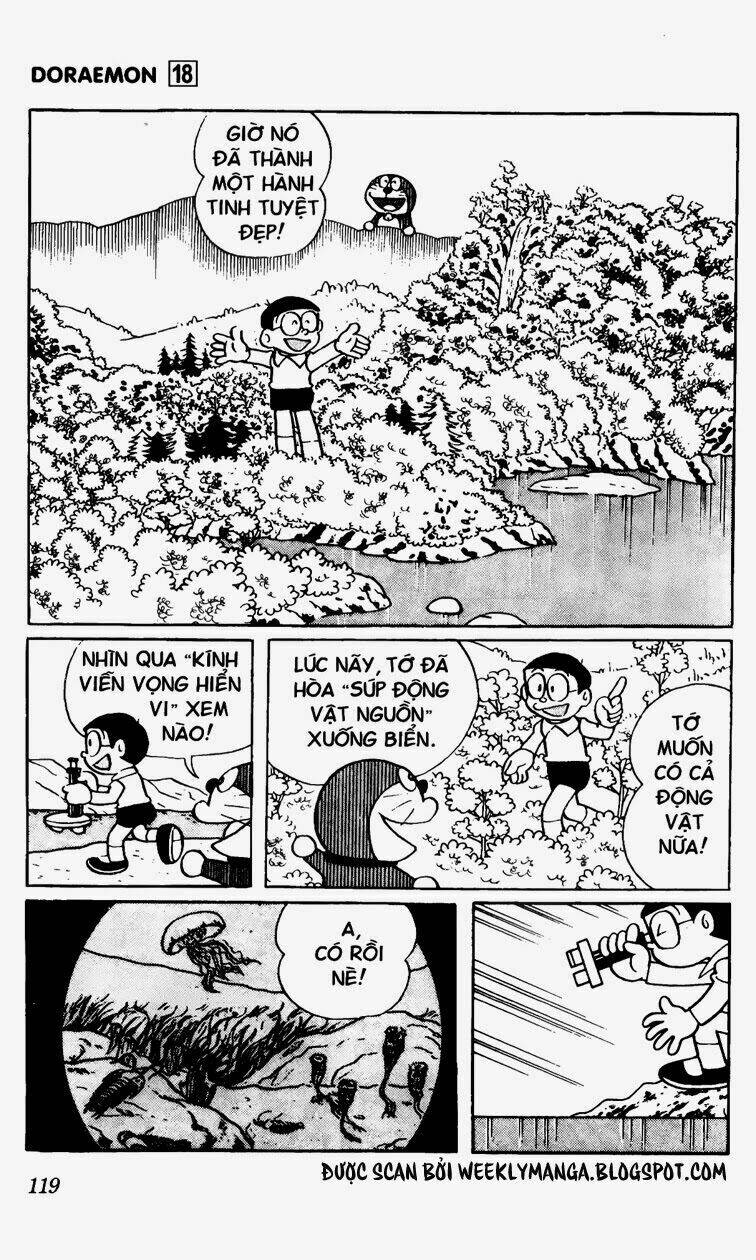 DORAEMON 18
GIỜ NÓ
ĐÃ THÀNH
MỘT HÀNH
TINH TUYỆT
ĐẸP!
TỚ
MUỐN
CÓ CẢ
ĐỘNG
VẬT
NỮA!
LÚC NÃY, TỚ ĐÃ
HÒA "SÚP ĐỘNG
VẬT NGUỒN"
XUỐNG BIỂN.
NHÌN QUA "KÍNH
VIỄN VỌNG HIỂN
VI" XEM
NÀO!
A,
CÓ RỒI
NÈ!
119
ĐƯỢC SCAN BỞI WEEKLYMANGA.BLOGSPOT.COM